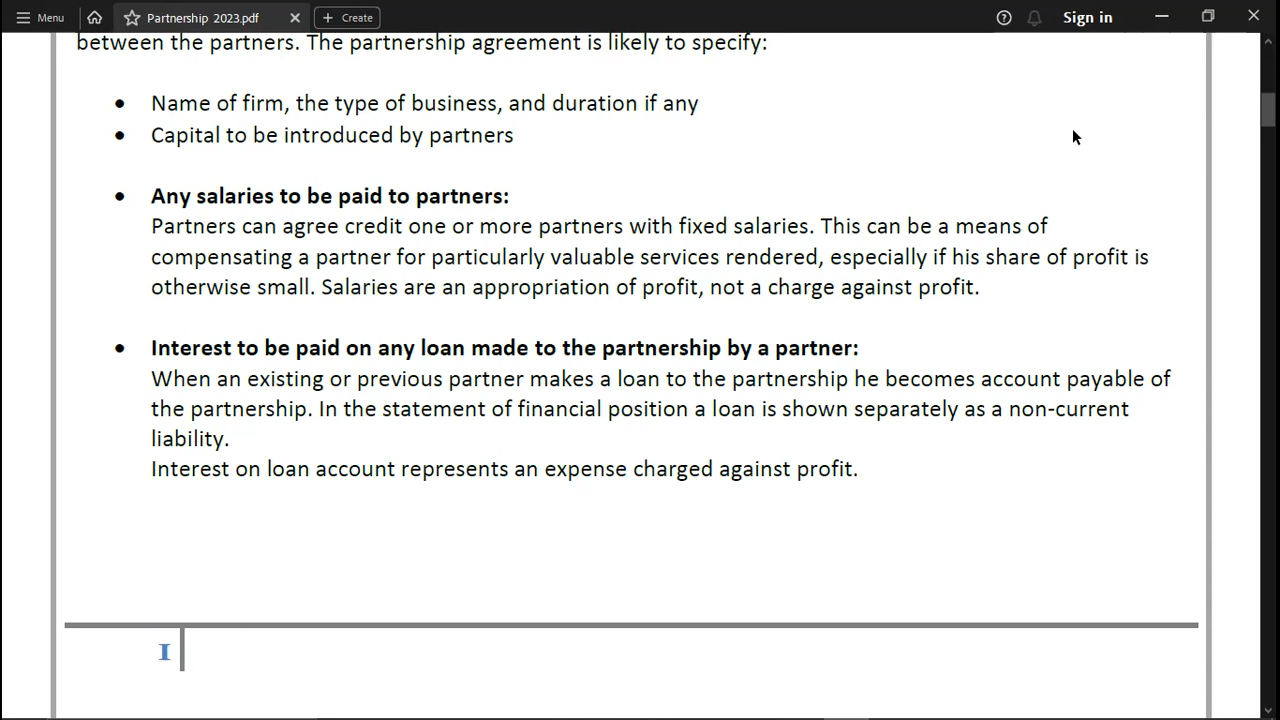 Menu
Partnership 2023.pdf
Create
Sign in
between the partners. The partnership agreement is likely to specify:
• Name of firm, the type of business, and duration if any
• Capital to be introduced by partners
• Any salaries to be paid to partners:
Partners can agree credit one or more partners with fixed salaries. This can be a means of
compensating a partner for particularly valuable services rendered, especially if his share of profit is
otherwise small. Salaries are an appropriation of profit, not a charge against profit.
• Interest to be paid on any loan made to the partnership by a partner:
When an existing or previous partner makes a loan to the partnership he becomes account payable of
the partnership. In the statement of financial position a loan is shown separately as a non-current
liability.
Interest on loan account represents an expense charged against profit.
I